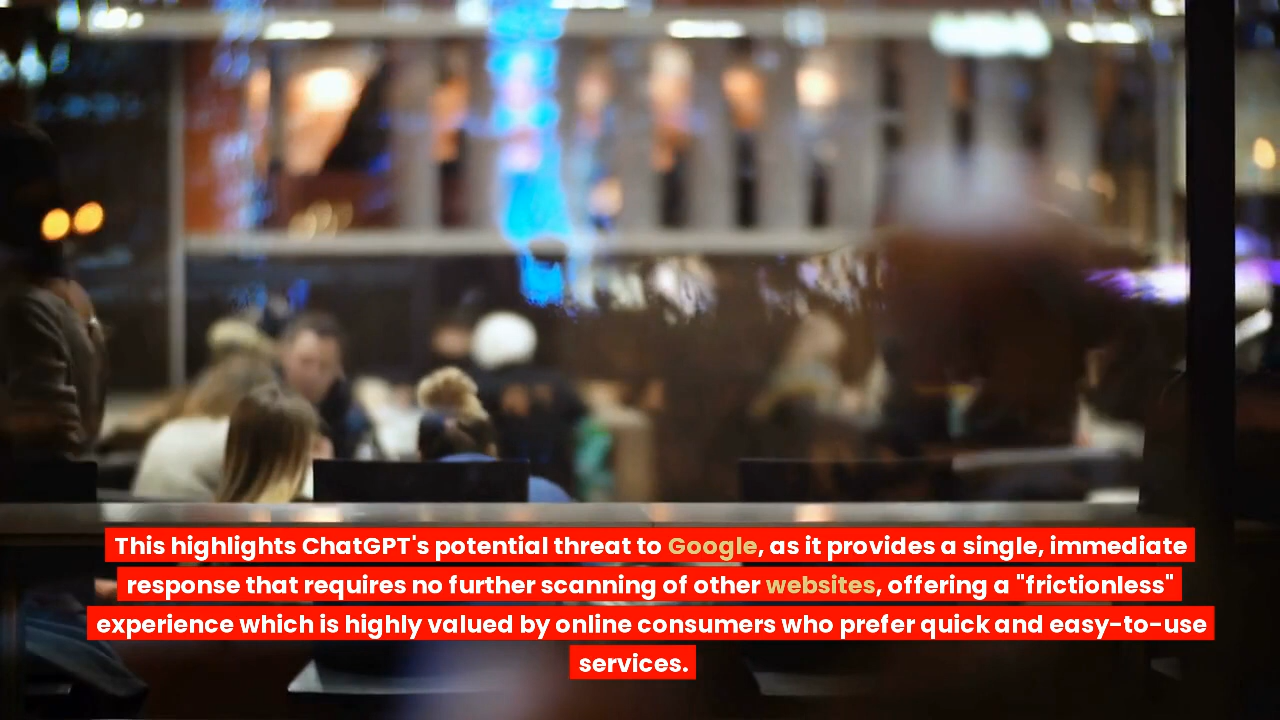 This highlights ChatGPT's potential threat to Google, as it provides a single, immediate
response that requires no further scanning of other websites, offering a "frictionless"
experience which is highly valued by online consumers who prefer quick and easy-to-use
services.